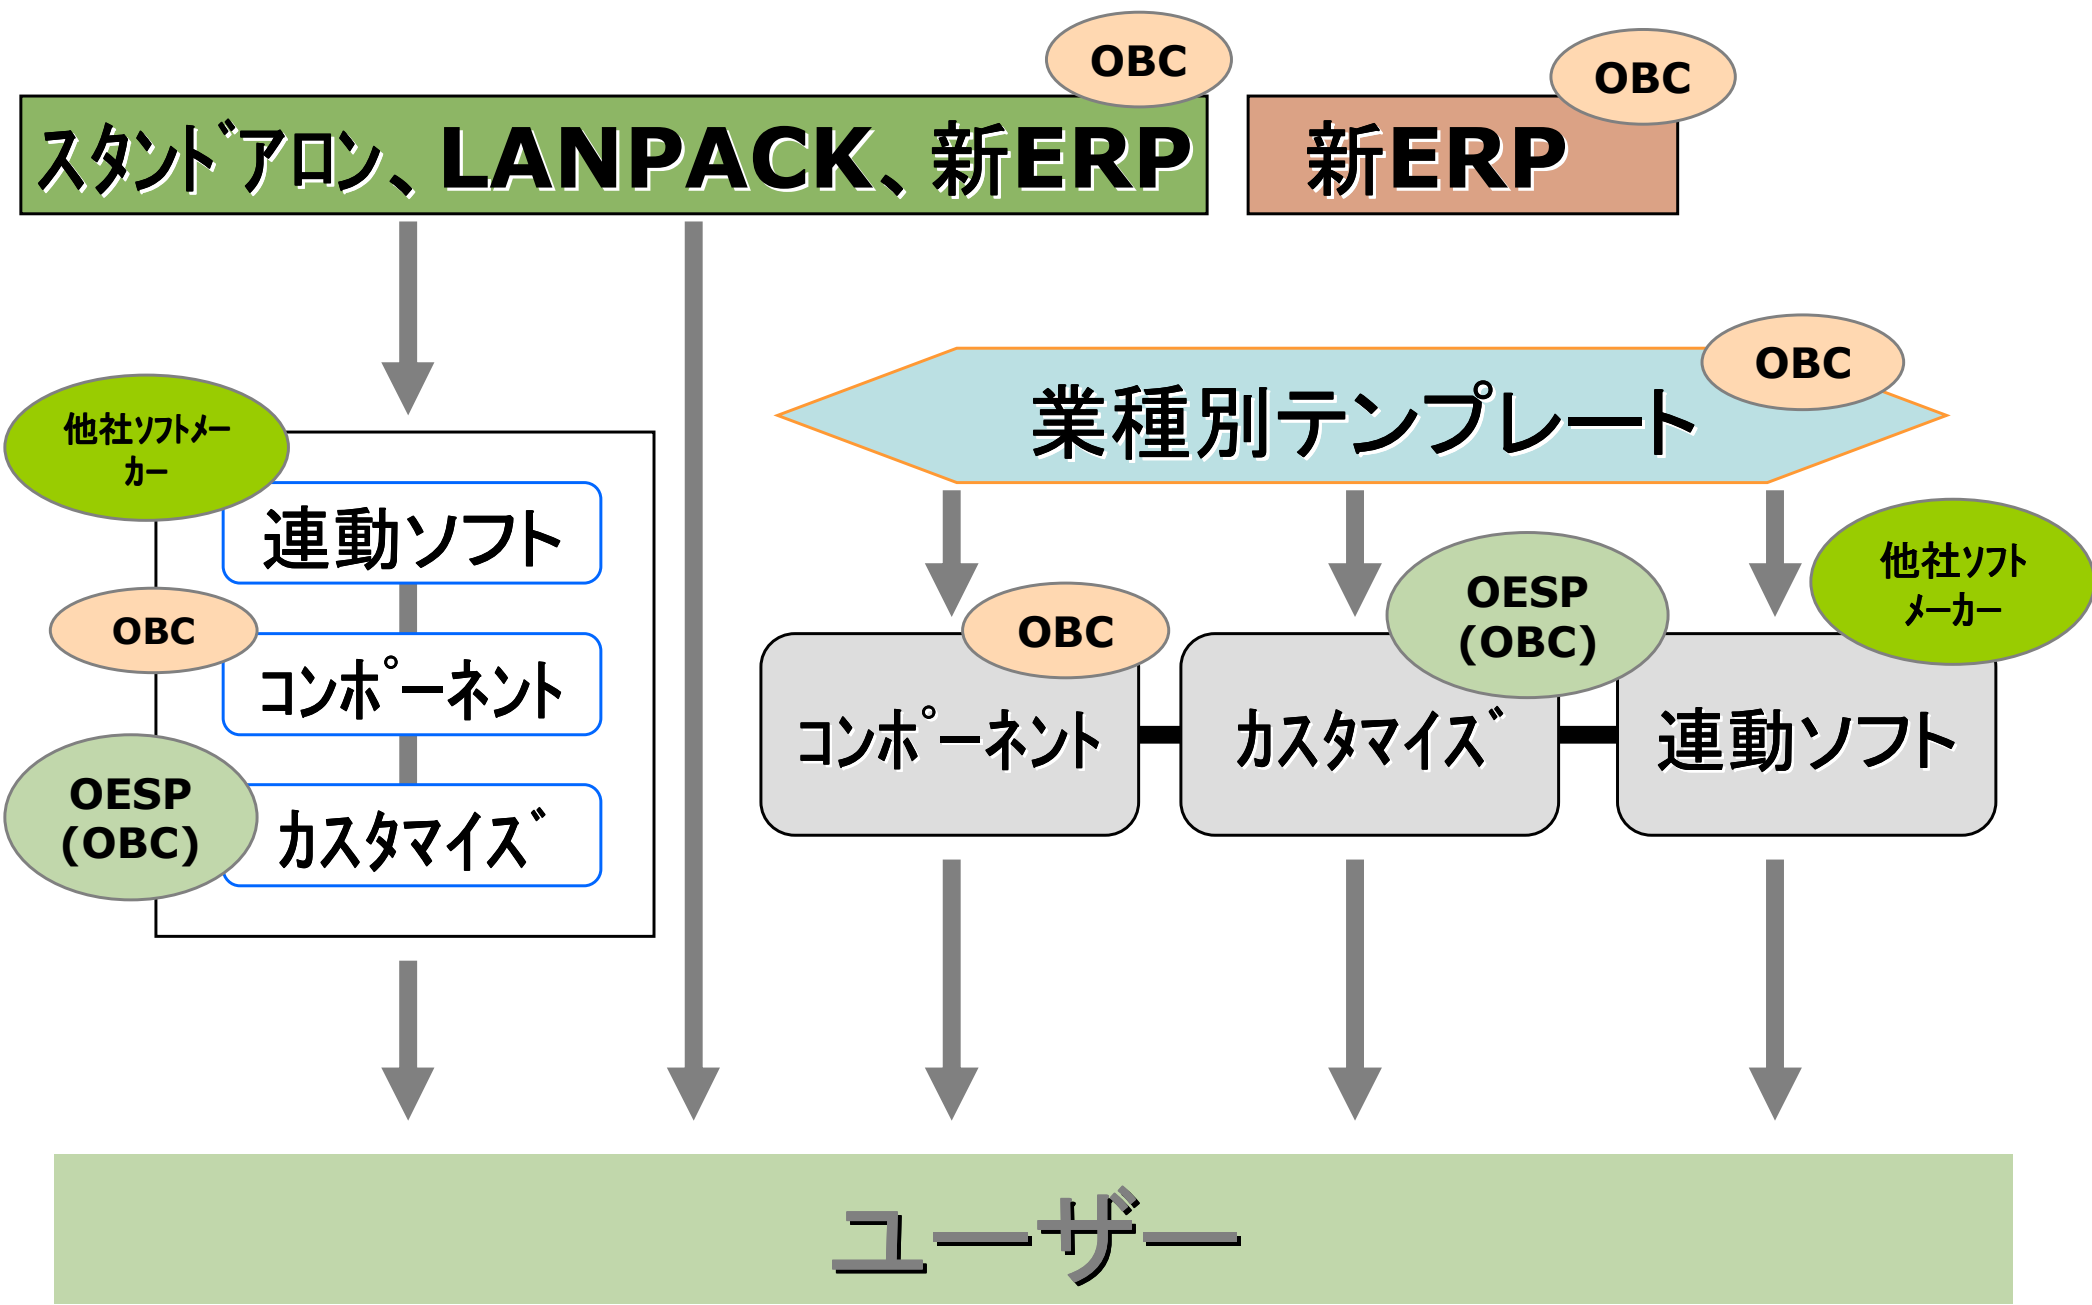 OBC
OBC
ｽﾀﾝﾄﾞｱﾛﾝ、LANPACK、新ERP
新ERP
OBC
業種別テンプレート
他社ｿﾌﾄﾒｰ
ｶｰ
連動ソフト
OBC
ｺﾝﾎﾟｰﾈﾝﾄ
OESP
(OBC)
ｶｽﾀﾏｲｽﾞ
OBC
ｺﾝﾎﾟｰﾈﾝﾄ
OESP
(OBC)
ｶｽﾀﾏｲｽﾞ
他社ｿﾌﾄ
ﾒｰｶｰ
連動ソフト
ユーザー